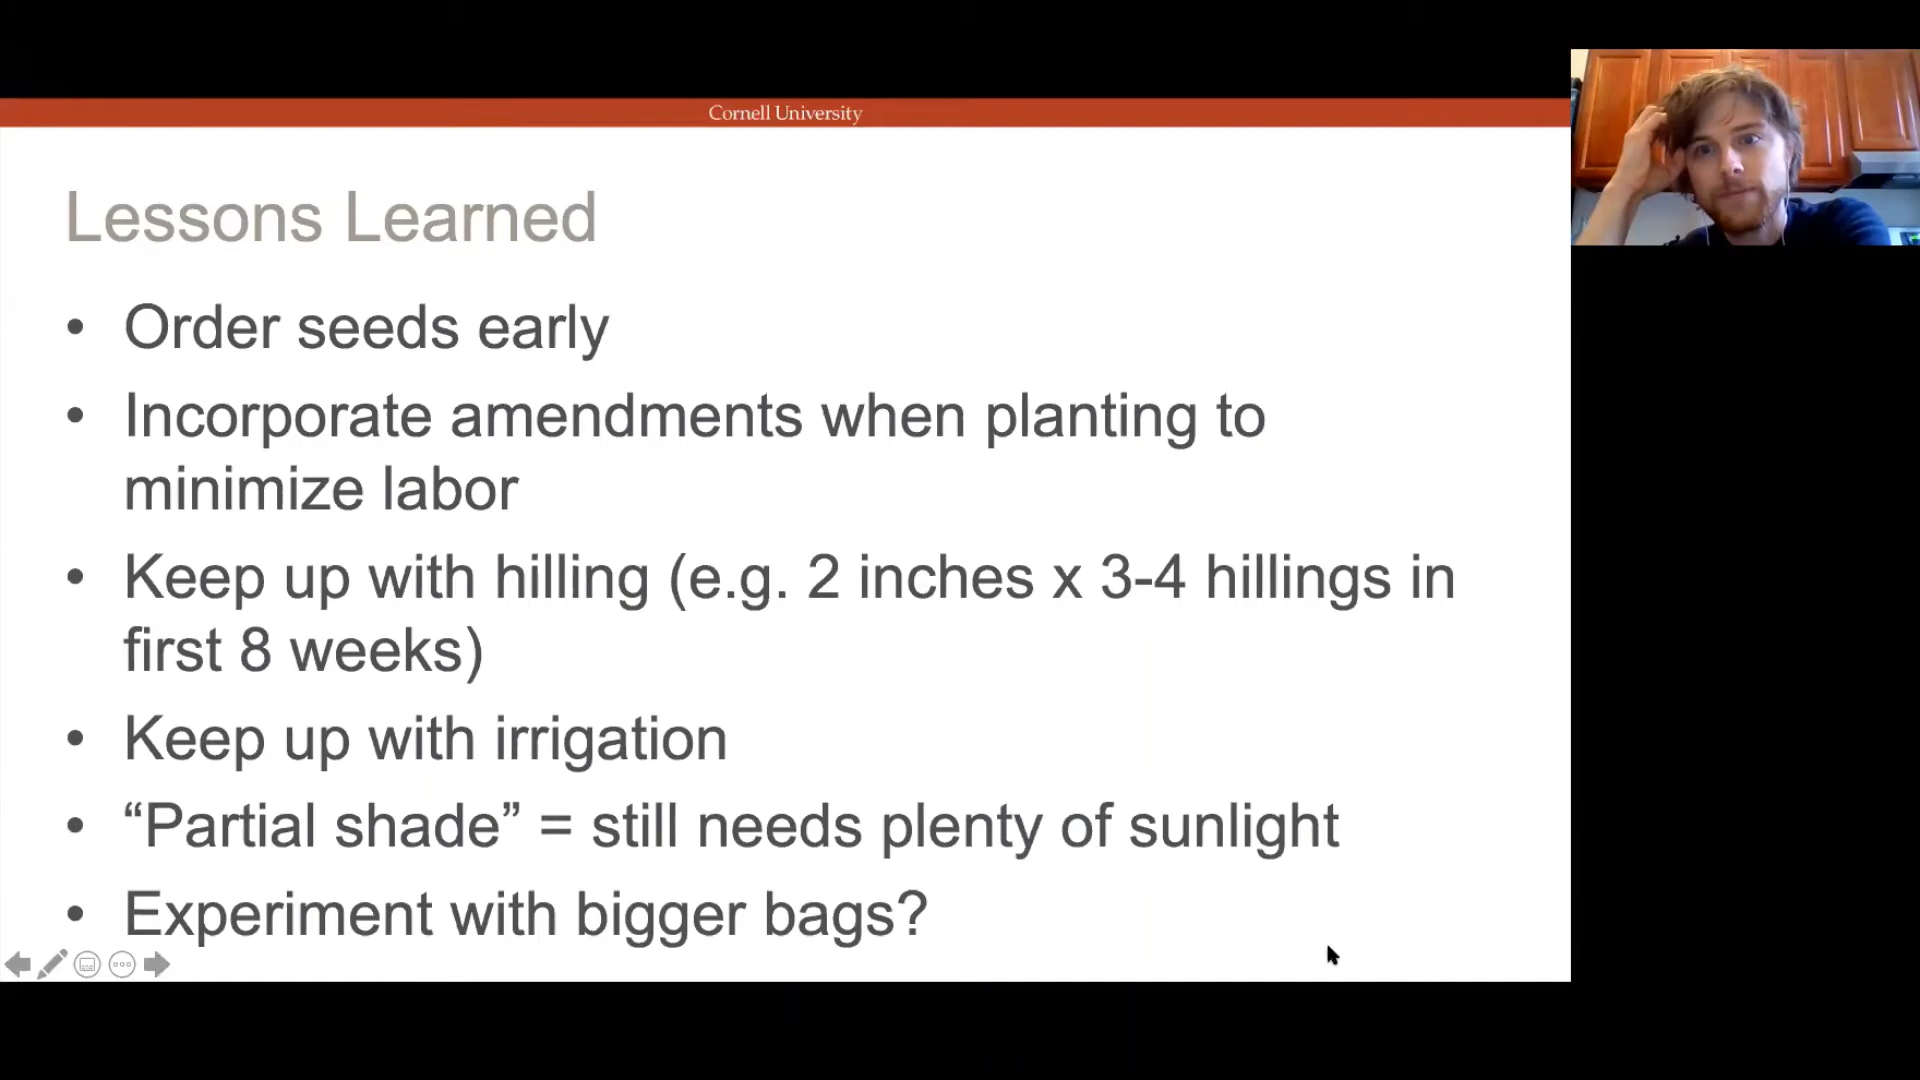 Cornell University
Lessons Learned
• Order seeds early
• Incorporate amendments when planting to
minimize labor
• Keep up with hilling (e.g. 2 inches x 3-4 hillings in
first 8 weeks)
• Keep up with irrigation
• “Partial shade” = still needs plenty of sunlight
• Experiment with bigger bags?